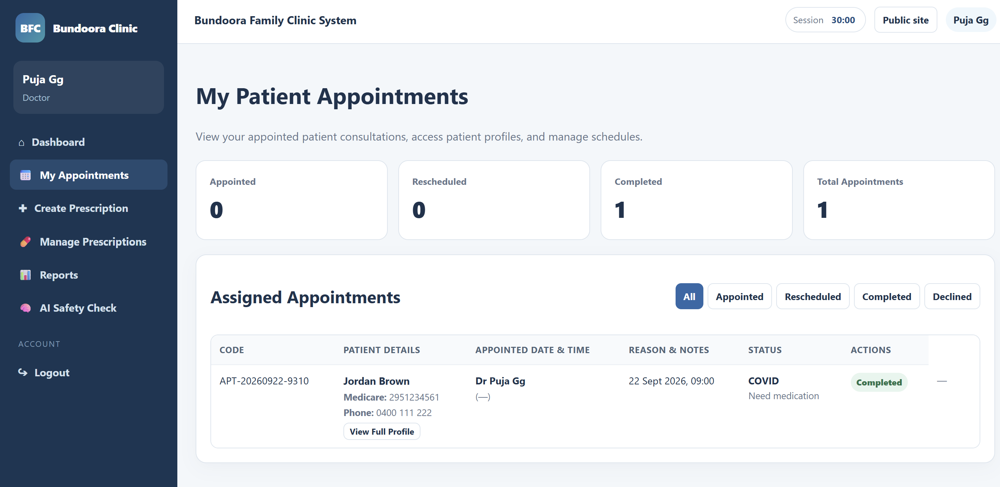 BFC
Bundoora Clinic
Puja Gg
Doctor
Dashboard
My Appointments
Create Prescription
Manage Prescriptions
Reports
AI Safety Check
ACCOUNT
Logout
Bundoora Family Clinic System
Session 30:00
Public site
Puja Gg
My Patient Appointments
View your appointed patient consultations, access patient profiles, and manage schedules.
Appointed
0
Rescheduled
0
Completed
1
Total Appointments
1
Assigned Appointments
All
Appointed
Rescheduled
Completed
Declined
CODE PATIENT DETAILS APPOINTED DATE & TIME REASON & NOTES STATUS ACTIONS
APT-20260922-9310 Jordan Brown Dr Puja Gg 22 Sept 2026, 09:00 COVID Completed —
Medicare: 2951234561 (—) Need medication
Phone: 0400 111 222
View Full Profile